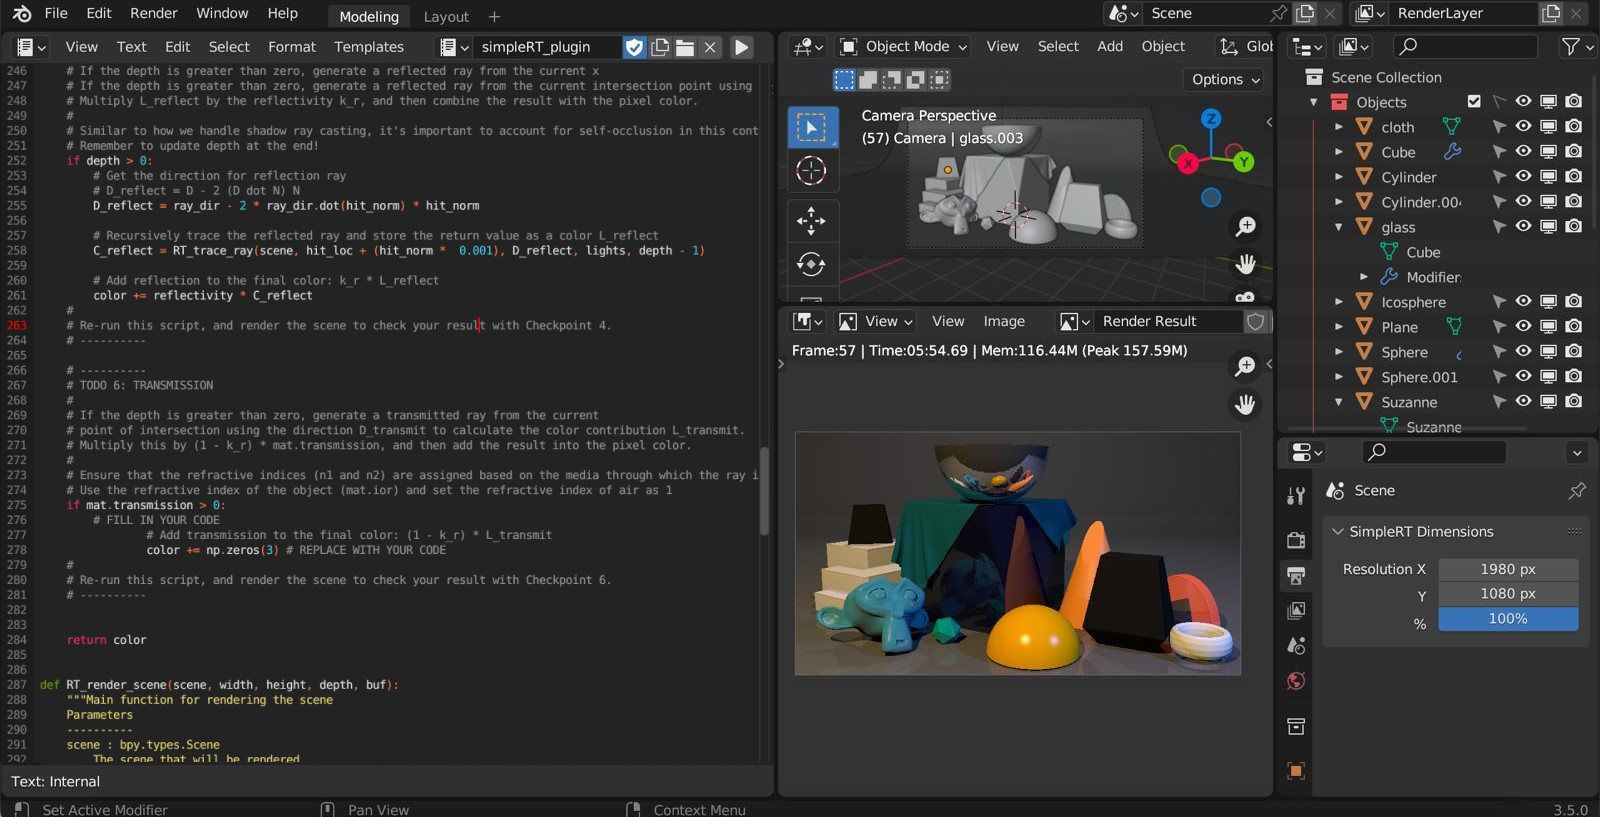 File Edit Render Window Help Modeling Layout + Scene RenderLayer
View Text Edit Select Format Templates simpleRT_plugin
246 # If the depth is greater than zero, generate a reflected ray from the current x
247 # If the depth is greater than zero, generate a reflected ray from the current intersection point using
248 # Multiply L_reflect by the reflectivity k_r, and then combine the result with the pixel color.
249 #
250 # Similar to how we handle shadow ray casting, it's important to account for self-occlusion in this cont
251 # Remember to update depth at the end!
252 if depth > 0:
253 # Get the direction for reflection ray
254 # D_reflect = D - 2 (D dot N) N
255 D_reflect = ray_dir - 2 * ray_dir.dot(hit_norm) * hit_norm
256
257 # Recursively trace the reflected ray and store the return value as a color L_reflect
258 C_reflect = RT_trace_ray(scene, hit_loc + (hit_norm * 0.001), D_reflect, lights, depth - 1)
259
260 # Add reflection to the final color: k_r * L_reflect
261 color += reflectivity * C_reflect
262 #
263 # Re-run this script, and render the scene to check your result with Checkpoint 4.
264 # ----------
265
266 # ----------
267 # TODO 6: TRANSMISSION
268 #
269 # If the depth is greater than zero, generate a transmitted ray from the current
270 # point of intersection using the direction D_transmit to calculate the color contribution L_transmit.
271 # Multiply this by (1 - k_r) * mat.transmission, and then add the result into the pixel color.
272 #
273 # Ensure that the refractive indices (n1 and n2) are assigned based on the media through which the ray i
274 # Use the refractive index of the object (mat.ior) and set the refractive index of air as 1
275 if mat.transmission > 0:
276 # FILL IN YOUR CODE
277 # Add transmission to the final color: (1 - k_r) * L_transmit
278 color += np.zeros(3) # REPLACE WITH YOUR CODE
279 #
280 # Re-run this script, and render the scene to check your result with Checkpoint 6.
281 # ----------
282
283
284 return color
285
286
287 def RT_render_scene(scene, width, height, depth, buf):
288 """Main function for rendering the scene
289 Parameters
290 ----------
291 scene : bpy.types.Scene
292 The scene that will be rendered
Text: Internal
Object Mode View Select Add Object Glob
Options
Camera Perspective
(57) Camera | glass.003
Z
X
Y
View View Image Render Result
Frame:57 | Time:05:54.69 | Mem:116.44M (Peak 157.59M)
Scene Collection
Objects
cloth
Cube
Cylinder
Cylinder.004
glass
Cube
Modifier
Icosphere
Plane
Sphere
Sphere.001
Suzanne
Suzanne
Scene
SimpleRT Dimensions
Resolution X 1980 px
Y 1080 px
% 100%
Set Active Modifier Pan View Context Menu 3.5.0